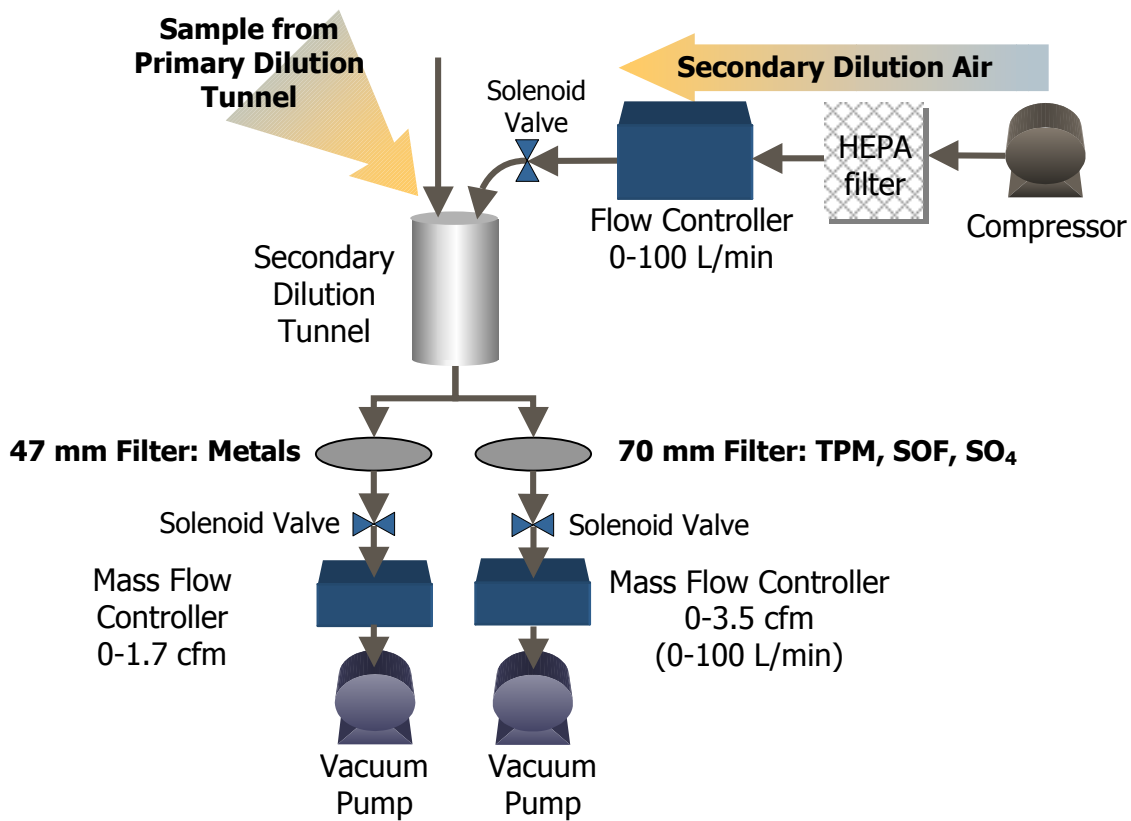 Sample from
Primary Dilution
Tunnel
Secondary Dilution Air
Solenoid
Valve
HEPA
filter
Flow Controller
0-100 L/min
Compressor
Secondary
Dilution
Tunnel
47 mm Filter: Metals
70 mm Filter: TPM, SOF, SO₄
Solenoid Valve
Solenoid Valve
Mass Flow
Controller
0-1.7 cfm
Mass Flow Controller
0-3.5 cfm
(0-100 L/min)
Vacuum
Pump
Vacuum
Pump